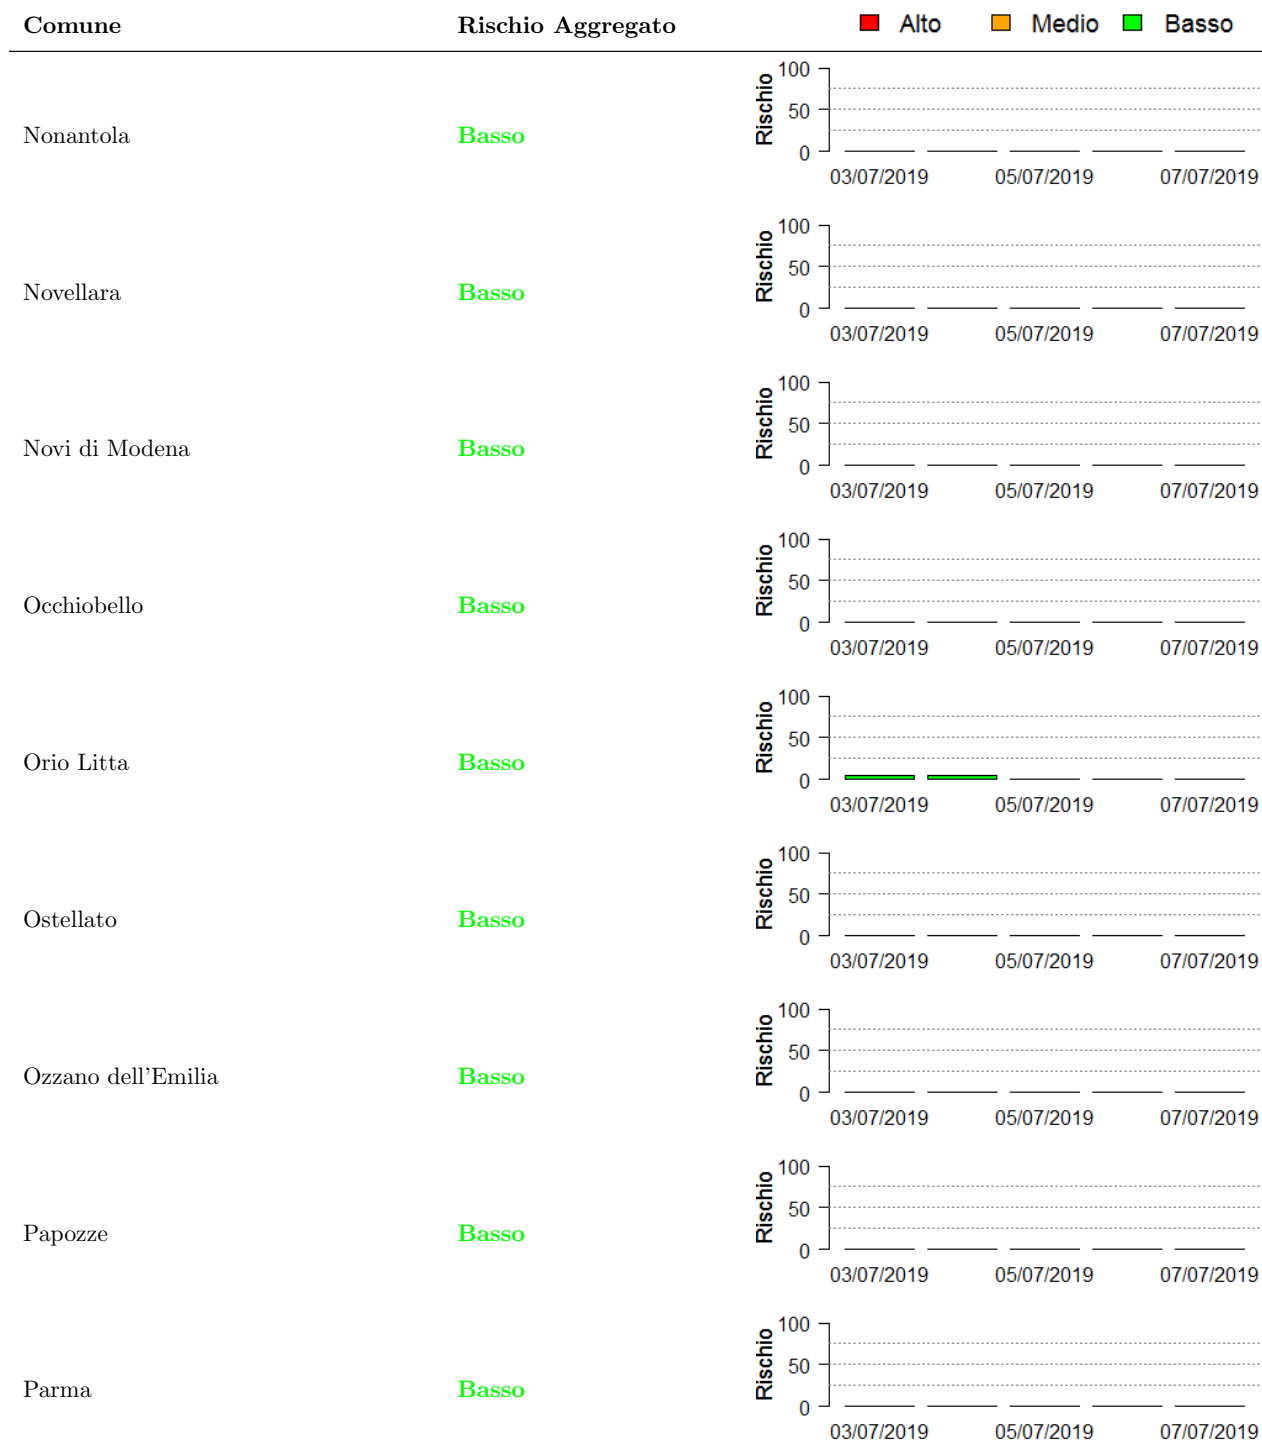 Comune Rischio Aggregato Alto Medio Basso
100
50
0
Rischio
Nonantola Basso
03/07/2019 05/07/2019 07/07/2019
100
50
0
Rischio
Novellara Basso
03/07/2019 05/07/2019 07/07/2019
100
50
0
Rischio
Novi di Modena Basso
03/07/2019 05/07/2019 07/07/2019
100
50
0
Rischio
Occhiobello Basso
03/07/2019 05/07/2019 07/07/2019
100
50
0
Rischio
Orio Litta Basso
03/07/2019 05/07/2019 07/07/2019
100
50
0
Rischio
Ostellato Basso
03/07/2019 05/07/2019 07/07/2019
100
50
0
Rischio
Ozzano dell'Emilia Basso
03/07/2019 05/07/2019 07/07/2019
100
50
0
Rischio
Papozze Basso
03/07/2019 05/07/2019 07/07/2019
100
50
0
Rischio
Parma Basso
03/07/2019 05/07/2019 07/07/2019